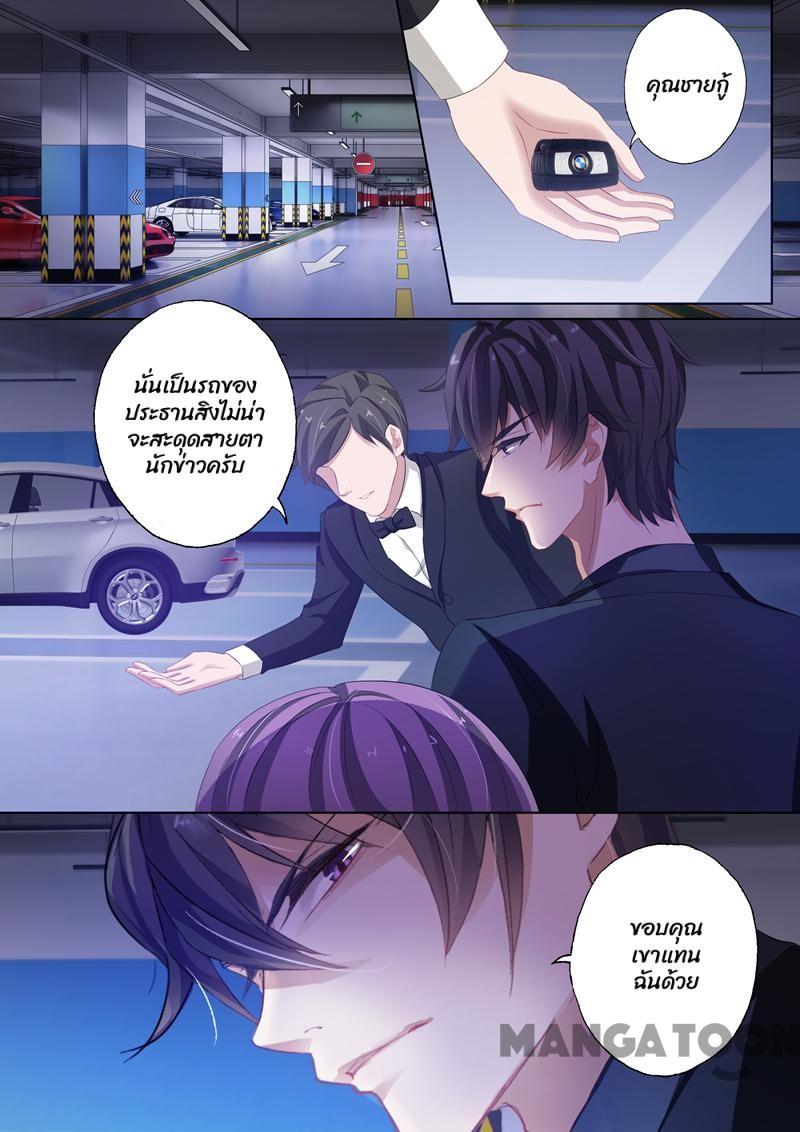 คุณชายกู้
นั่นเป็นรถของ
ประธานสิงไม่น่า
จะสะดุดสายตา
นักข่าวครับ
ขอบคุณ
เขาแทน
ฉันด้วย
MANGATOON